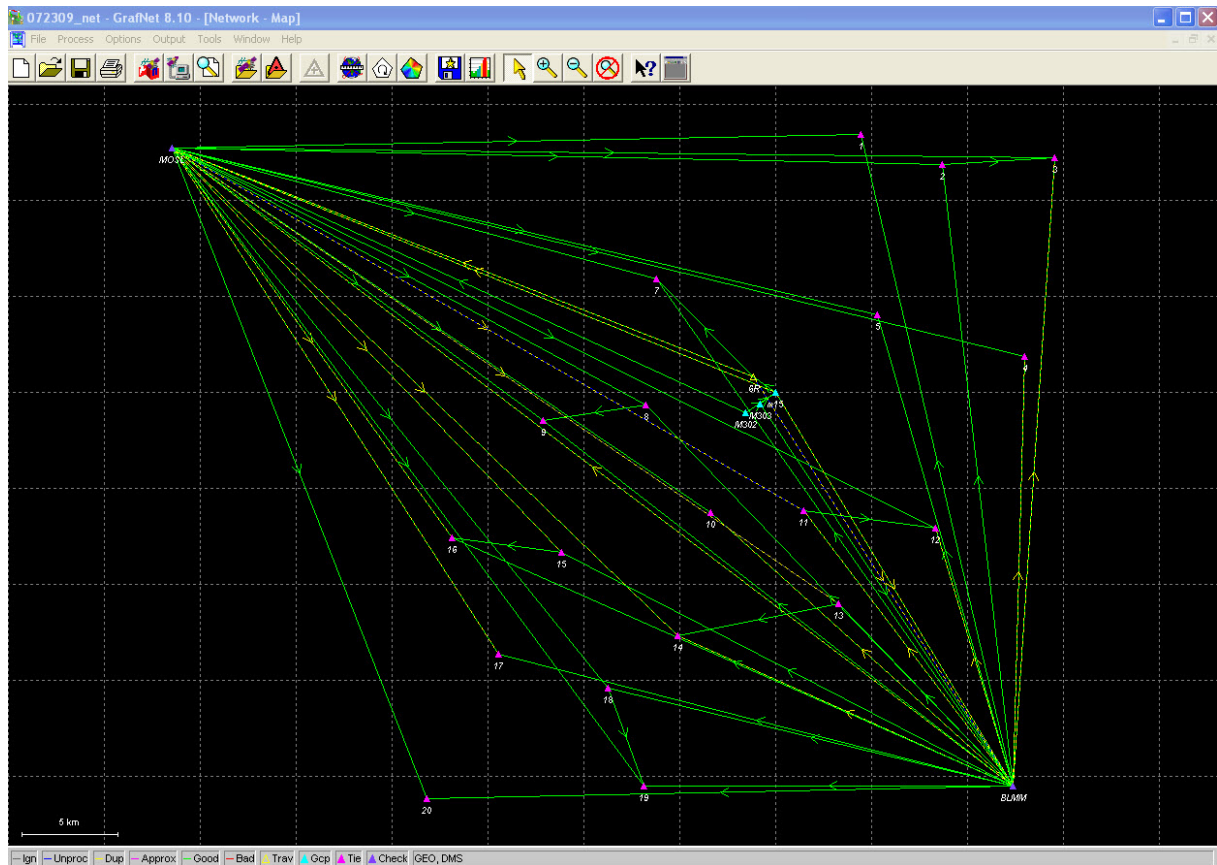 072309_net - GrafNet 8.10 - [Network - Map]
File Process Options Output Tools Window Help
1
2
3
7
5
4
6R
M303
M302
8
9
10
11
12
16
15
13
14
17
18
19
20
BLMM
5 km
Ign Unproc Dup Approx Good Bad Trav Gcp Tie Check GEO, DMS